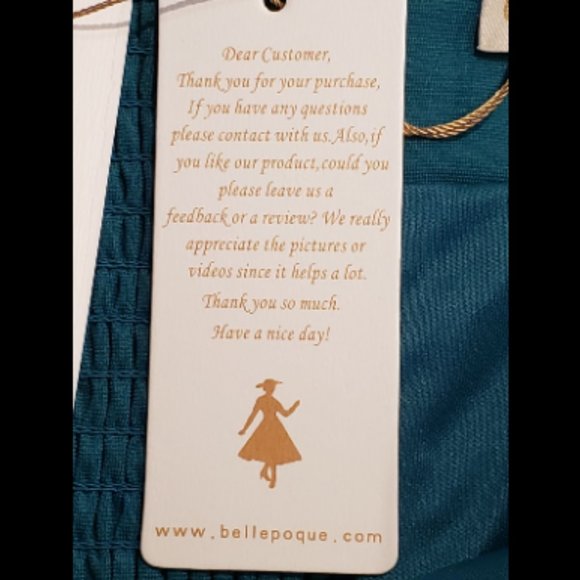 Dear Customer,
Thank you for your purchase,
If you have any questions
please contact with us.Also,if
you like our product,could you
please leave us a
feedback or a review? We really
appreciate the pictures or
videos since it helps a lot.
Thank you so much.
Have a nice day!
www.bellepoque.com